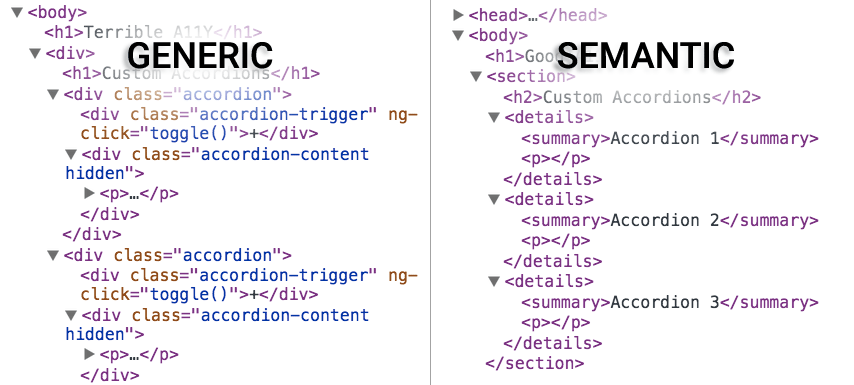 <body>
<h1>Terrible A11Y</h1>
GENERIC
<div>
<h1>Custom Accordions</h1>
<div class="accordion">
<div class="accordion-trigger" ng-
click="toggle()">+</div>
<div class="accordion-content
hidden">
<p>…</p>
</div>
</div>
<div class="accordion">
<div class="accordion-trigger" ng-
click="toggle()">+</div>
<div class="accordion-content
hidden">
<p>…</p>
</div>
<head>…</head>
<body>
<h1>
SEMANTIC
<section>
<h2>Custom Accordions</h2>
<details>
<summary>Accordion 1</summary>
<p></p>
</details>
<details>
<summary>Accordion 2</summary>
<p></p>
</details>
<details>
<summary>Accordion 3</summary>
<p></p>
</details>
</section>